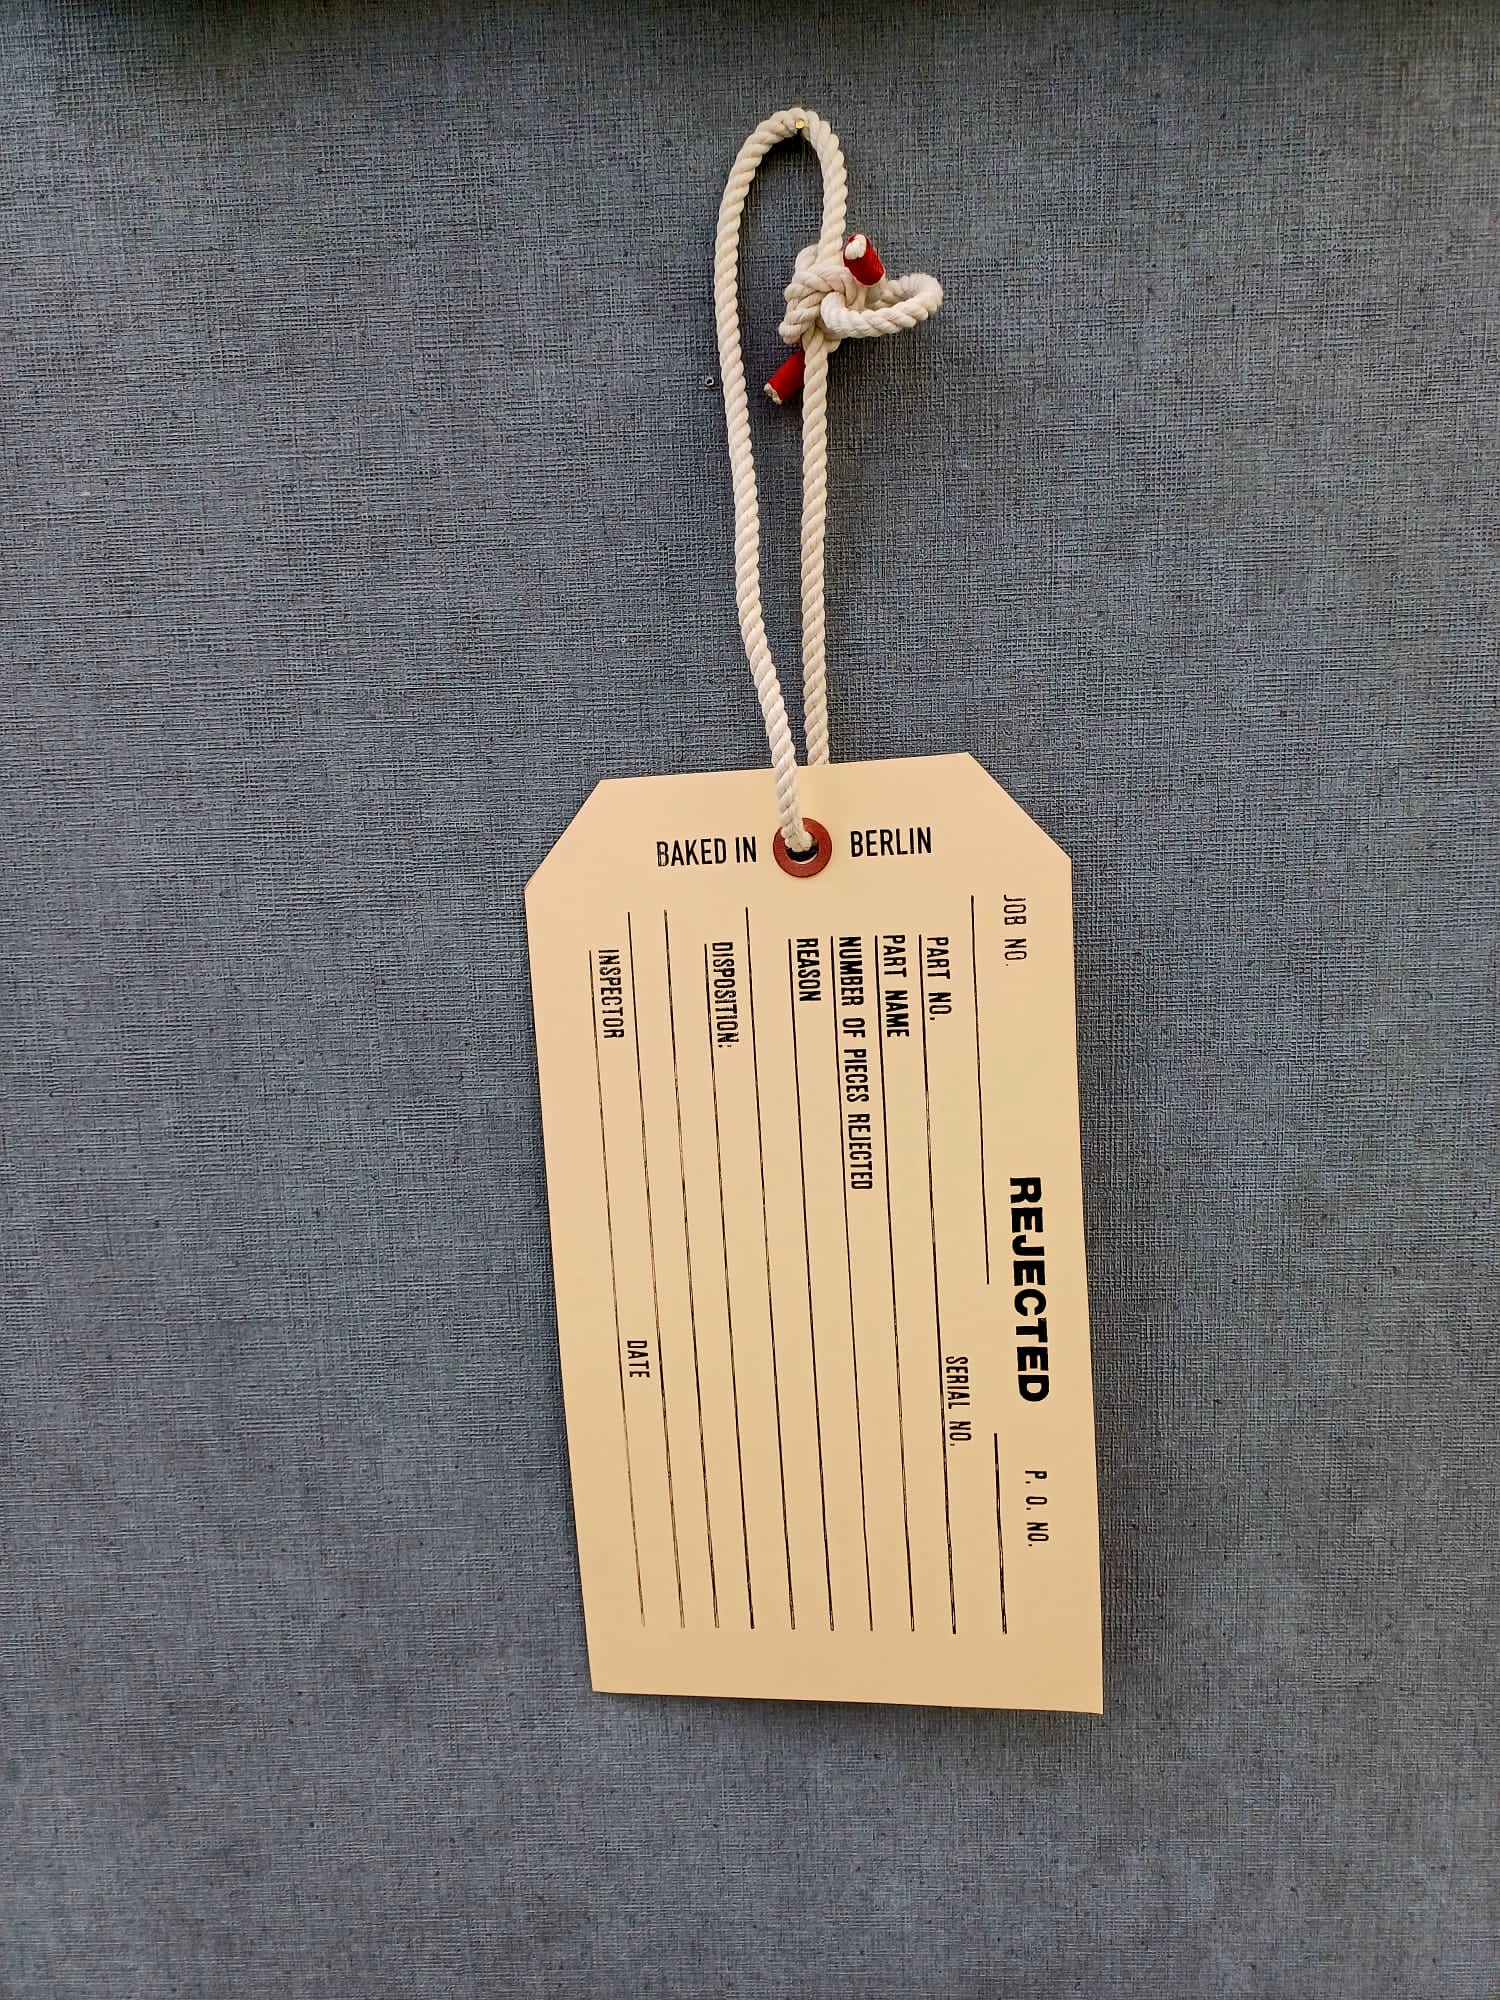 BAKED IN BERLIN
REJECTED
JOB NO. P. O. NO.
PART NO. SERIAL NO.
PART NAME
NUMBER OF PIECES REJECTED
REASON
DISPOSITION:
INSPECTOR DATE